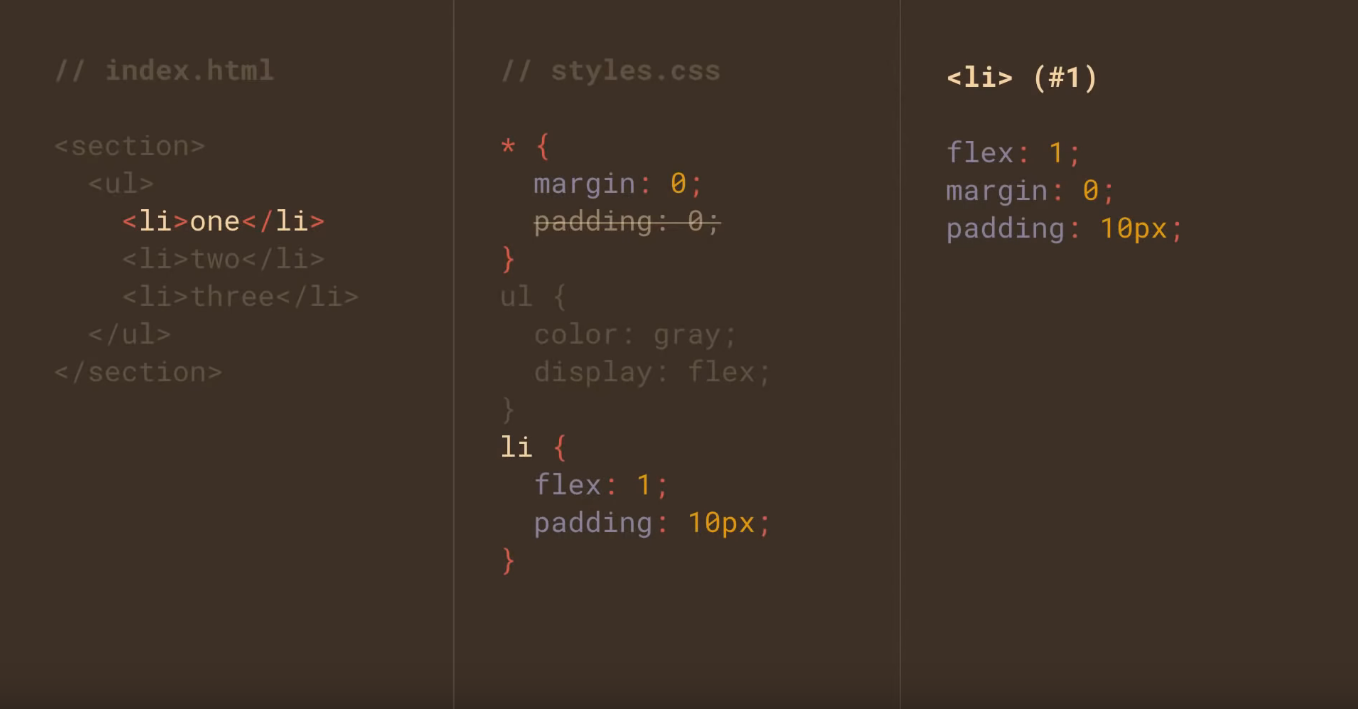 // index.html
<section>
  <ul>
    <li>one</li>
    <li>two</li>
    <li>three</li>
  </ul>
</section>
// styles.css
* {
  margin: 0;
  padding: 0;
}
ul {
  color: gray;
  display: flex;
}
li {
  flex: 1;
  padding: 10px;
}
<li> (#1)
flex: 1;
margin: 0;
padding: 10px;